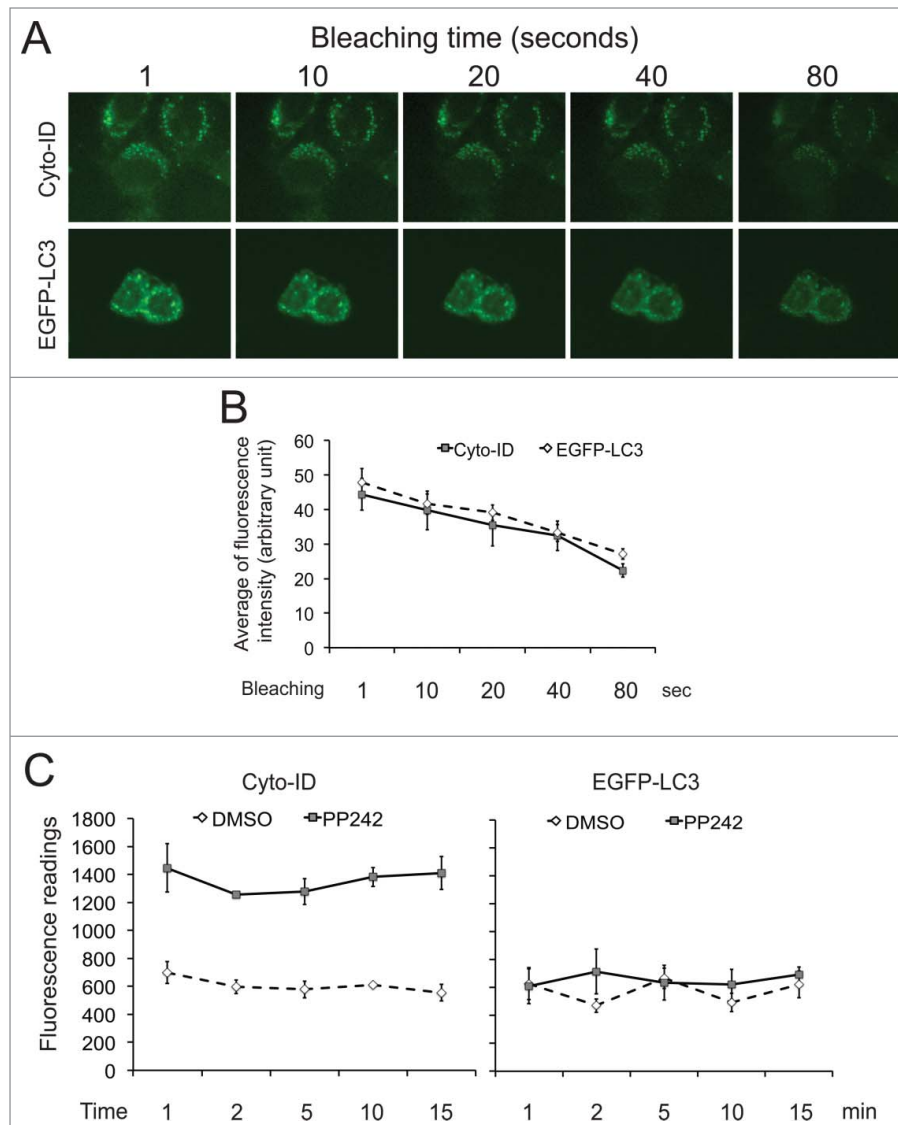 A
Bleaching time (seconds)
1 10 20 40 80
Cyto-ID
EGFP-LC3
B
Cyto-ID EGFP-LC3
Average of fluorescence
intensity (arbitrary unit)
60
50
40
30
20
10
0
Bleaching 1 10 20 40 80 sec
C
Cyto-ID EGFP-LC3
DMSO PP242 DMSO PP242
Fluorescence readings
1800
1600
1400
1200
1000
800
600
400
200
0
Time 1 2 5 10 15 1 2 5 10 15 min